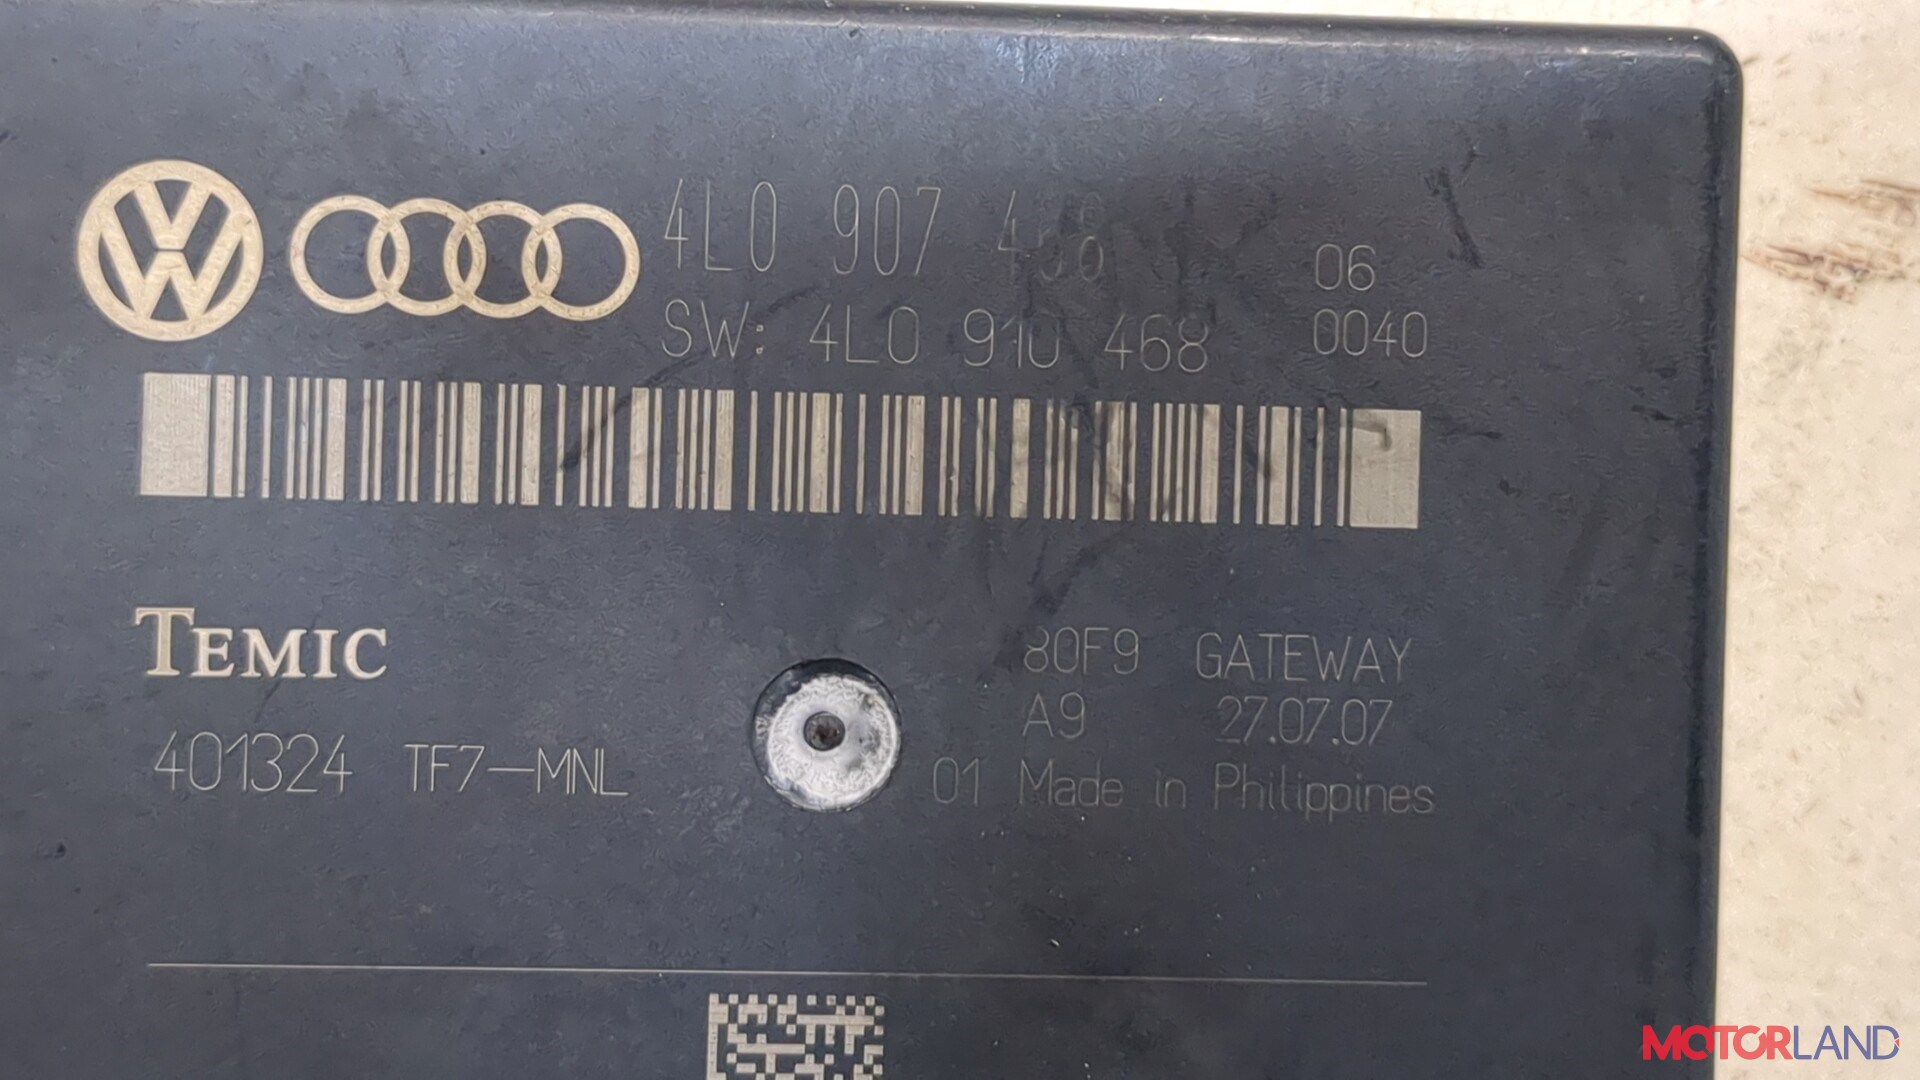 4L0 907 468
06
SW: 4L0 910 468
0040
TEMIC
80F9 GATEWAY
A9 27.07.07
401324 TF7-MNL
01 Made in Philippines
MOTORLAND